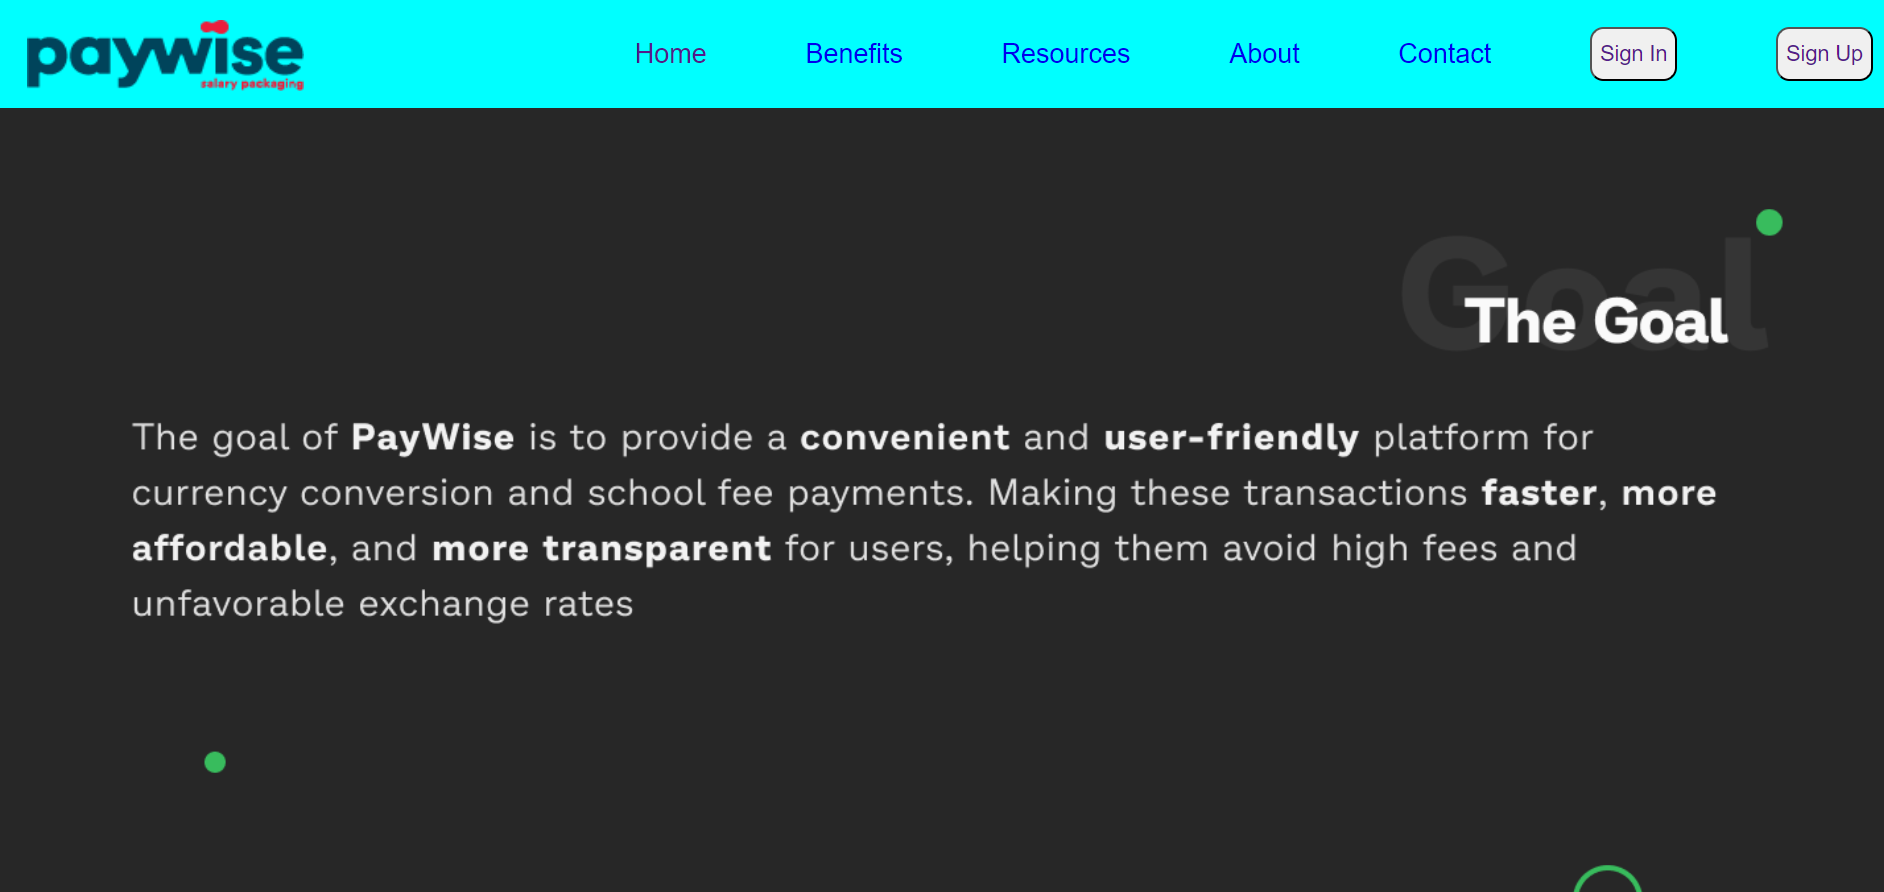 paywise
salary packaging
Home Benefits Resources About Contact Sign In Sign Up
Goal
The Goal
The goal of PayWise is to provide a convenient and user-friendly platform for
currency conversion and school fee payments. Making these transactions faster, more
affordable, and more transparent for users, helping them avoid high fees and
unfavorable exchange rates